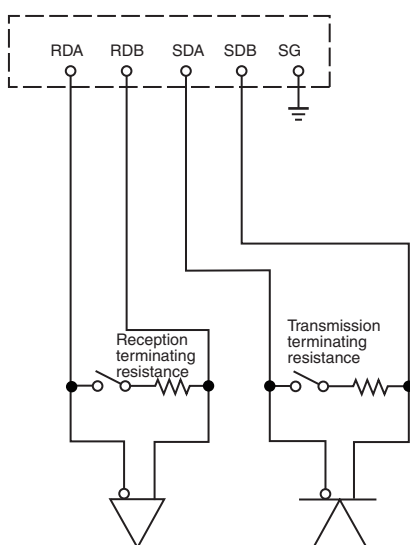 RDA RDB SDA SDB SG
Reception
terminating
resistance
Transmission
terminating
resistance